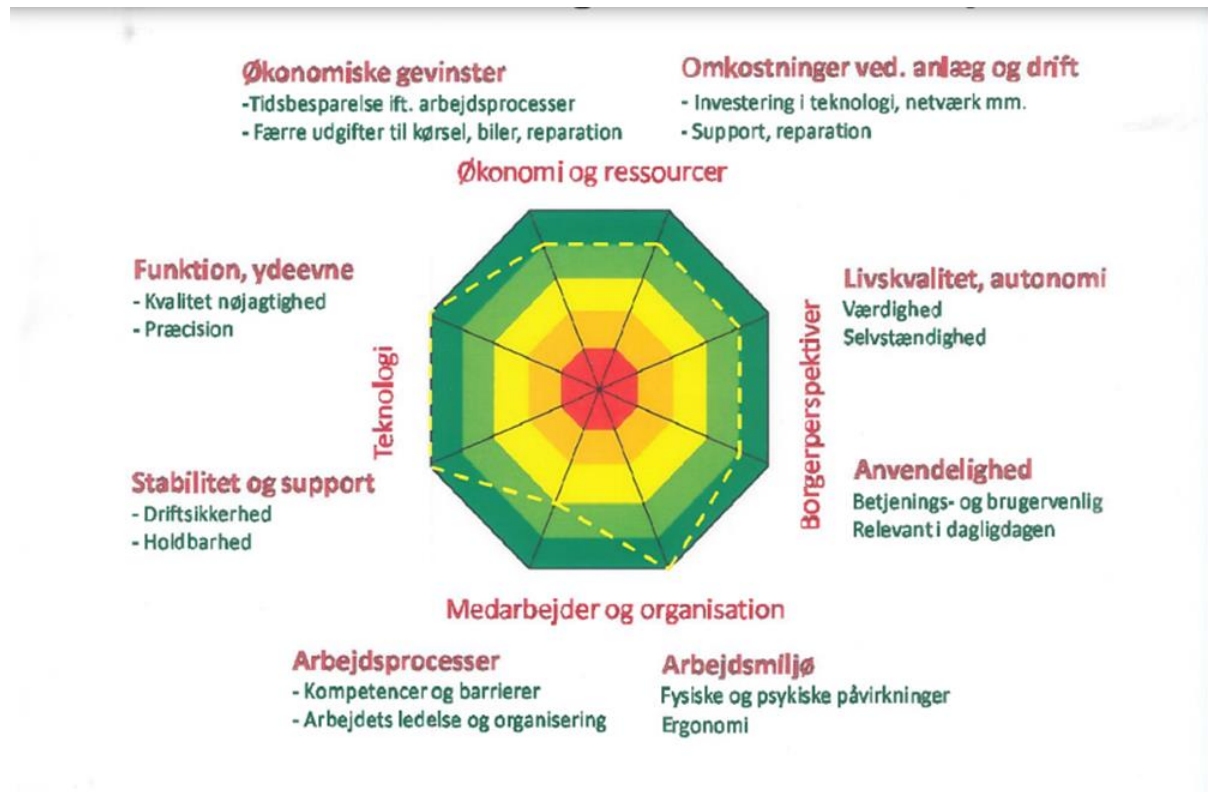 Økonomiske gevinster
-Tidsbesparelse ift. arbejdsprocesser
- Færre udgifter til kørsel, biler, reparation
Omkostninger ved. anlæg og drift
- Investering i teknologi, netværk mm.
- Support, reparation
Økonomi og ressourcer
Funktion, ydeevne
- Kvalitet nøjagtighed
- Præcision
Teknologi
Stabilitet og support
- Driftsikkerhed
- Holdbarhed
Borgerperspektiver
Livskvalitet, autonomi
Værdighed
Selvstændighed
Anvendelighed
Betjenings- og brugervenlig
Relevant i dagligdagen
Medarbejder og organisation
Arbejdsprocesser
- Kompetencer og barrierer
- Arbejdets ledelse og organisering
Arbejdsmiljø
Fysiske og psykiske påvirkninger
Ergonomi